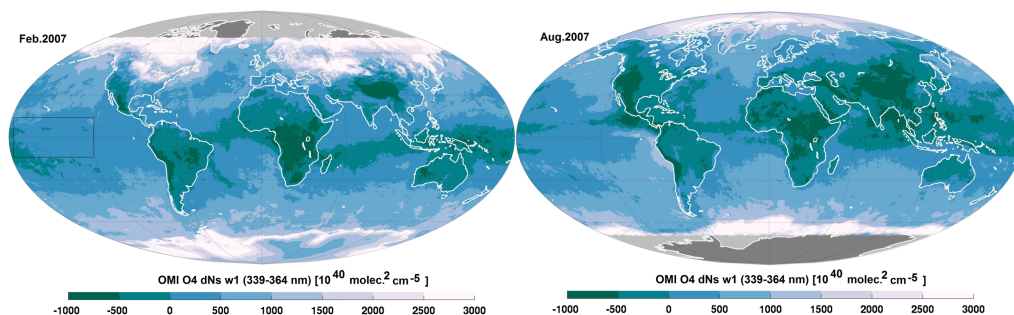 Feb.2007
Aug.2007
OMI O4 dNs w1 (339-364 nm) [10^40 molec.^2 cm^-5 ]
-1000 -500 0 500 1000 1500 2000 2500 3000
OMI O4 dNs w1 (339-364 nm) [10^40 molec.^2 cm^-5 ]
-1000 -500 0 500 1000 1500 2000 2500 3000